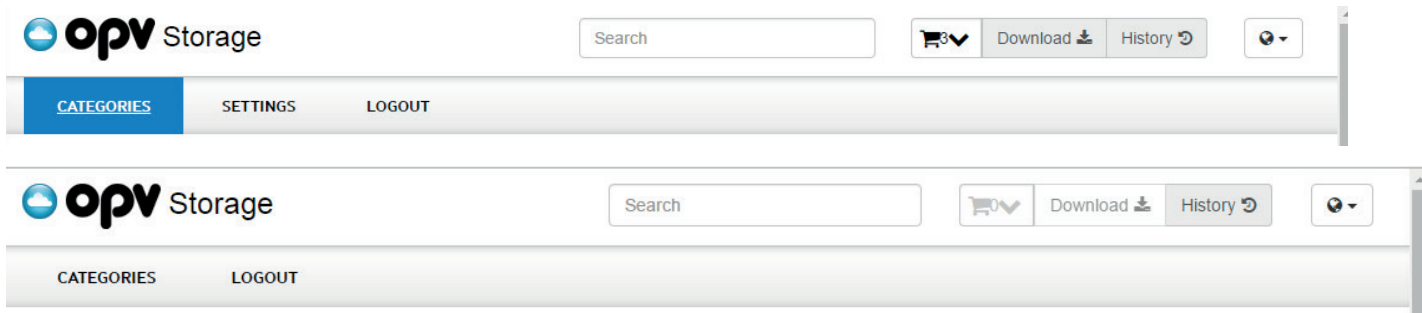 opv Storage Search 3 Download History
CATEGORIES SETTINGS LOGOUT
opv Storage Search 0 Download History
CATEGORIES LOGOUT